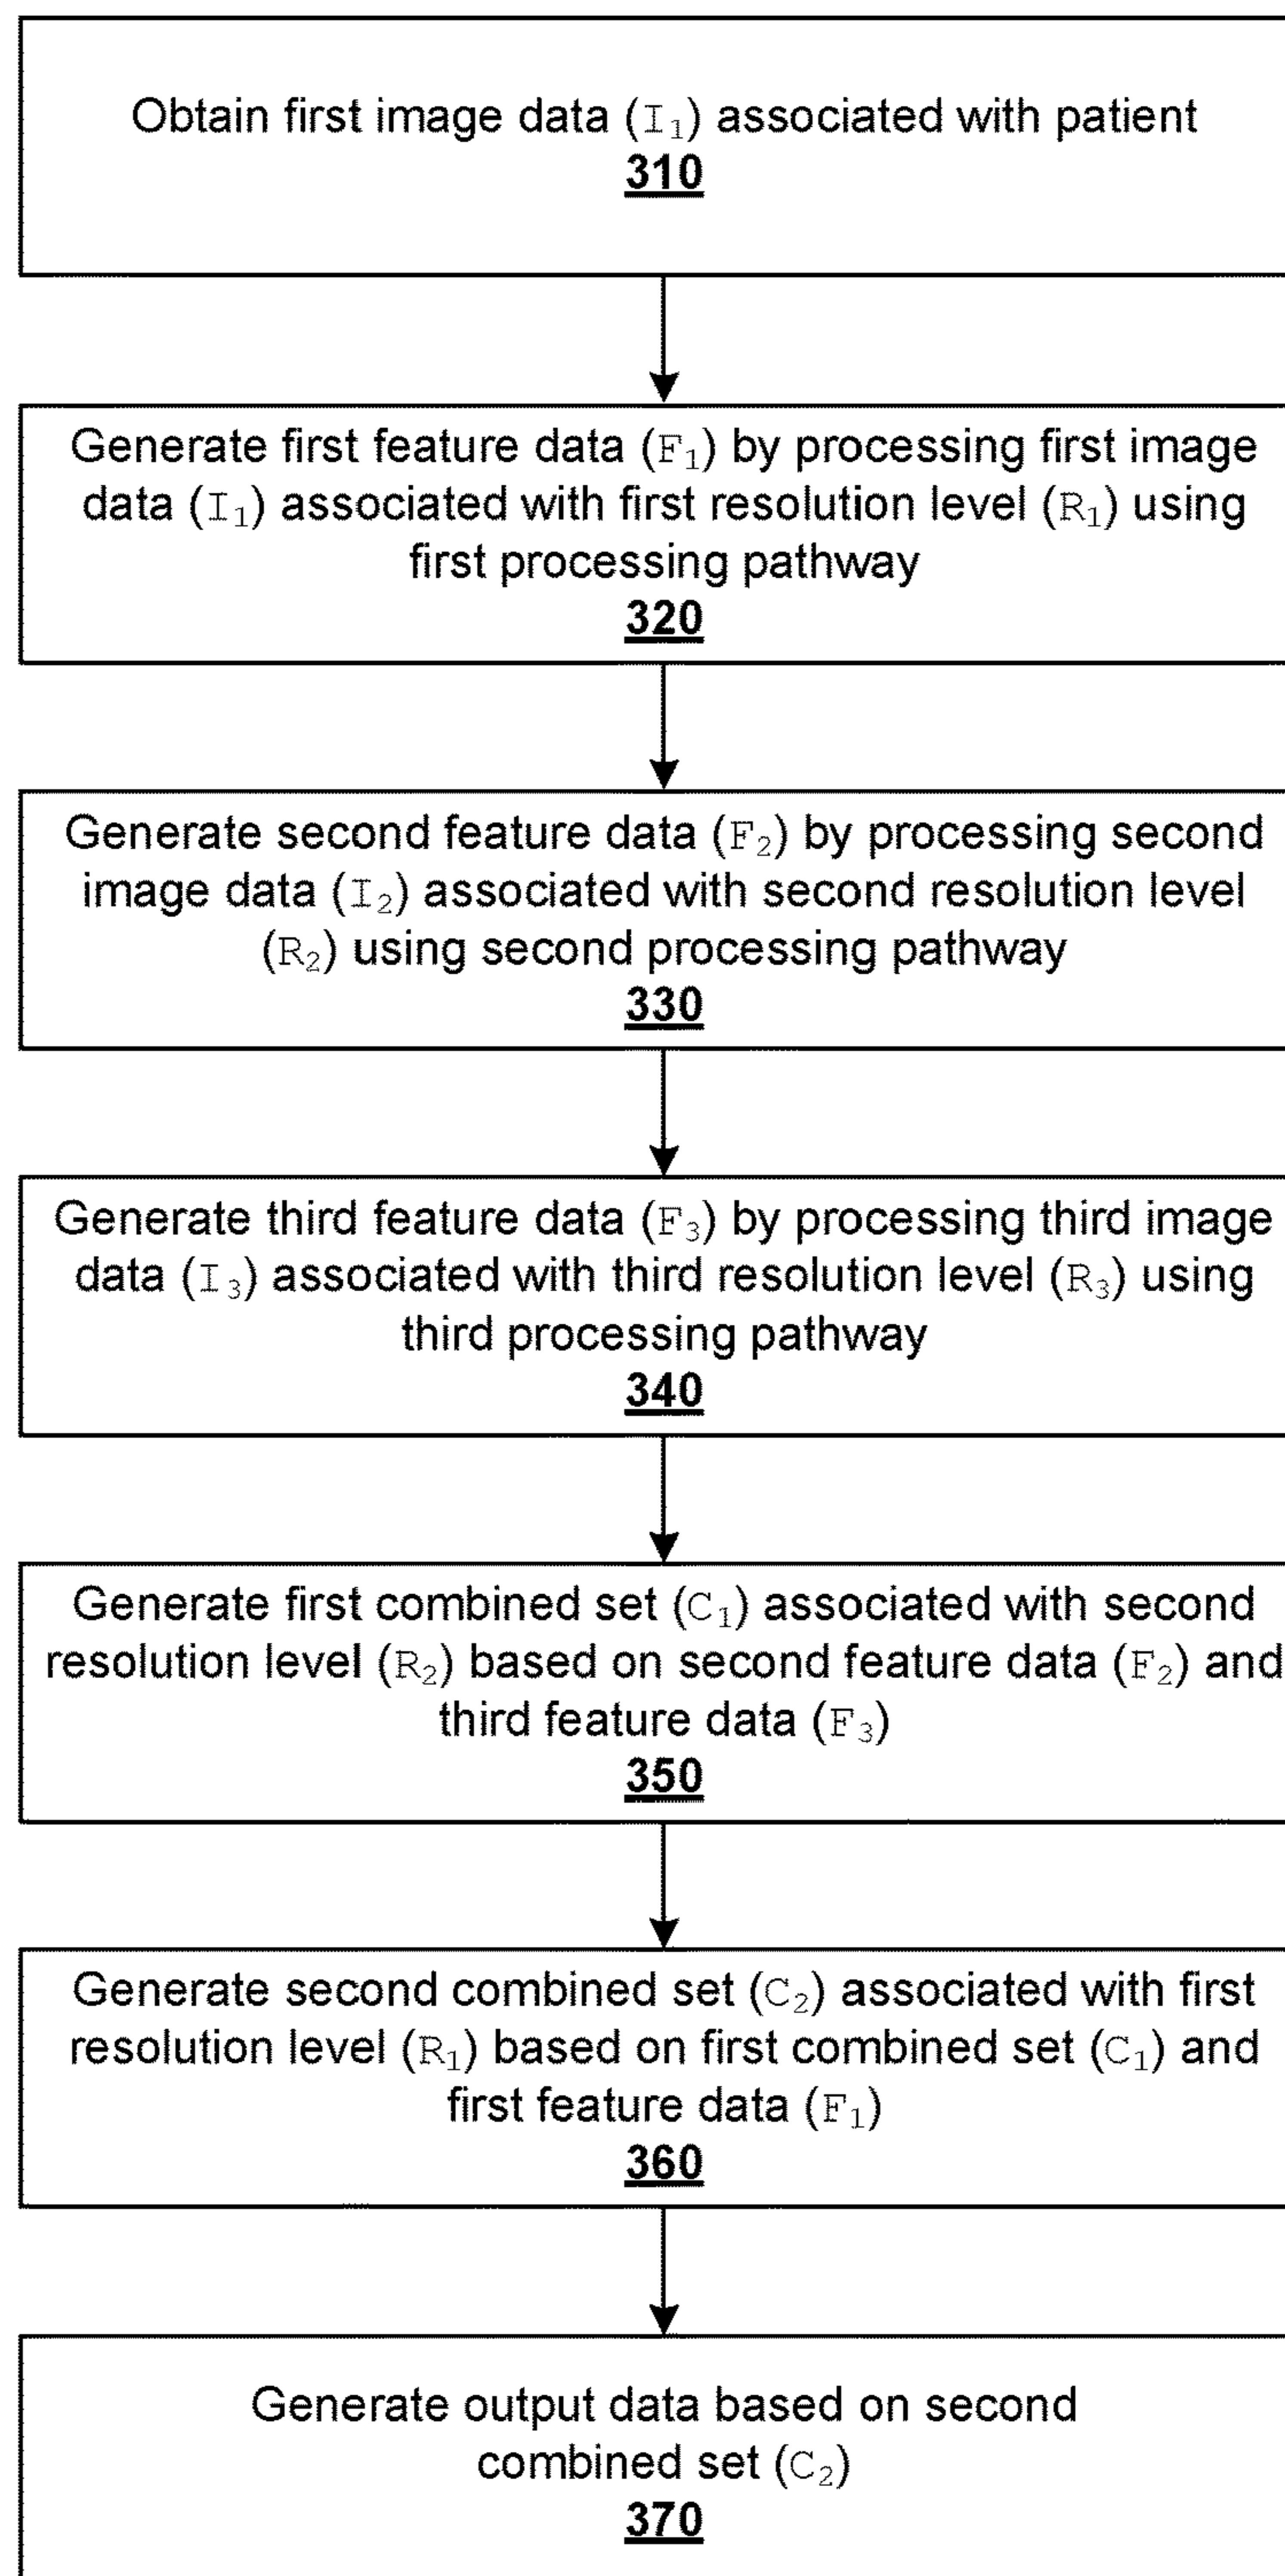 Obtain first image data (I₁) associated with patient
310
Generate first feature data (F₁) by processing first image
data (I₁) associated with first resolution level (R₁) using
first processing pathway
320
Generate second feature data (F₂) by processing second
image data (I₂) associated with second resolution level
(R₂) using second processing pathway
330
Generate third feature data (F₃) by processing third image
data (I₃) associated with third resolution level (R₃) using
third processing pathway
340
Generate first combined set (C₁) associated with second
resolution level (R₂) based on second feature data (F₂) and
third feature data (F₃)
350
Generate second combined set (C₂) associated with first
resolution level (R₁) based on first combined set (C₁) and
first feature data (F₁)
360
Generate output data based on second
combined set (C₂)
370